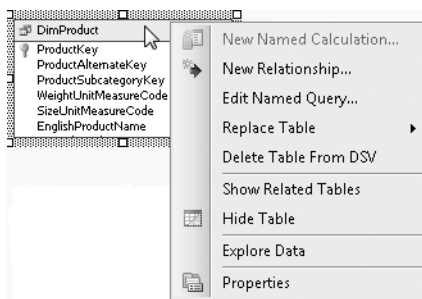 DimProduct
ProductKey
ProductAlternateKey
ProductSubcategoryKey
WeightUnitMeasureCode
SizeUnitMeasureCode
EnglishProductName
New Named Calculation...
New Relationship...
Edit Named Query...
Replace Table
Delete Table From DSV
Show Related Tables
Hide Table
Explore Data
Properties